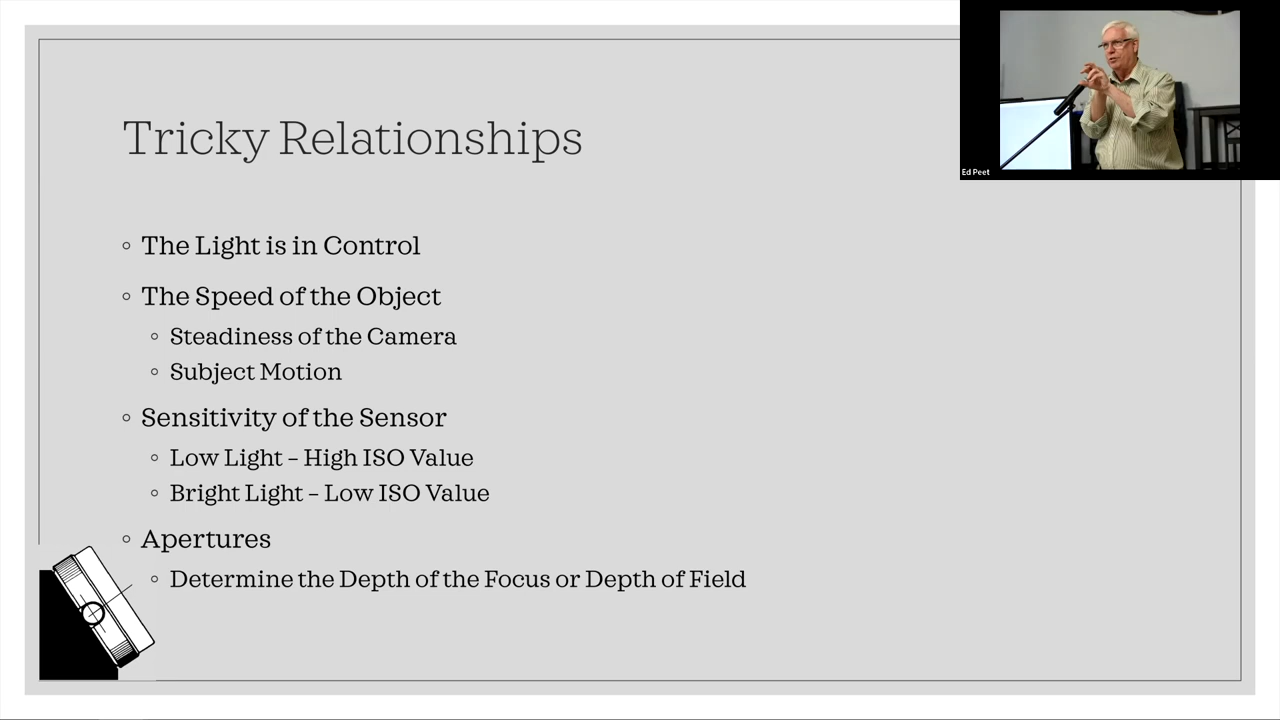 Tricky Relationships
The Light is in Control
The Speed of the Object
Steadiness of the Camera
Subject Motion
Sensitivity of the Sensor
Low Light – High ISO Value
Bright Light – Low ISO Value
Apertures
Determine the Depth of the Focus or Depth of Field
Ed Peet